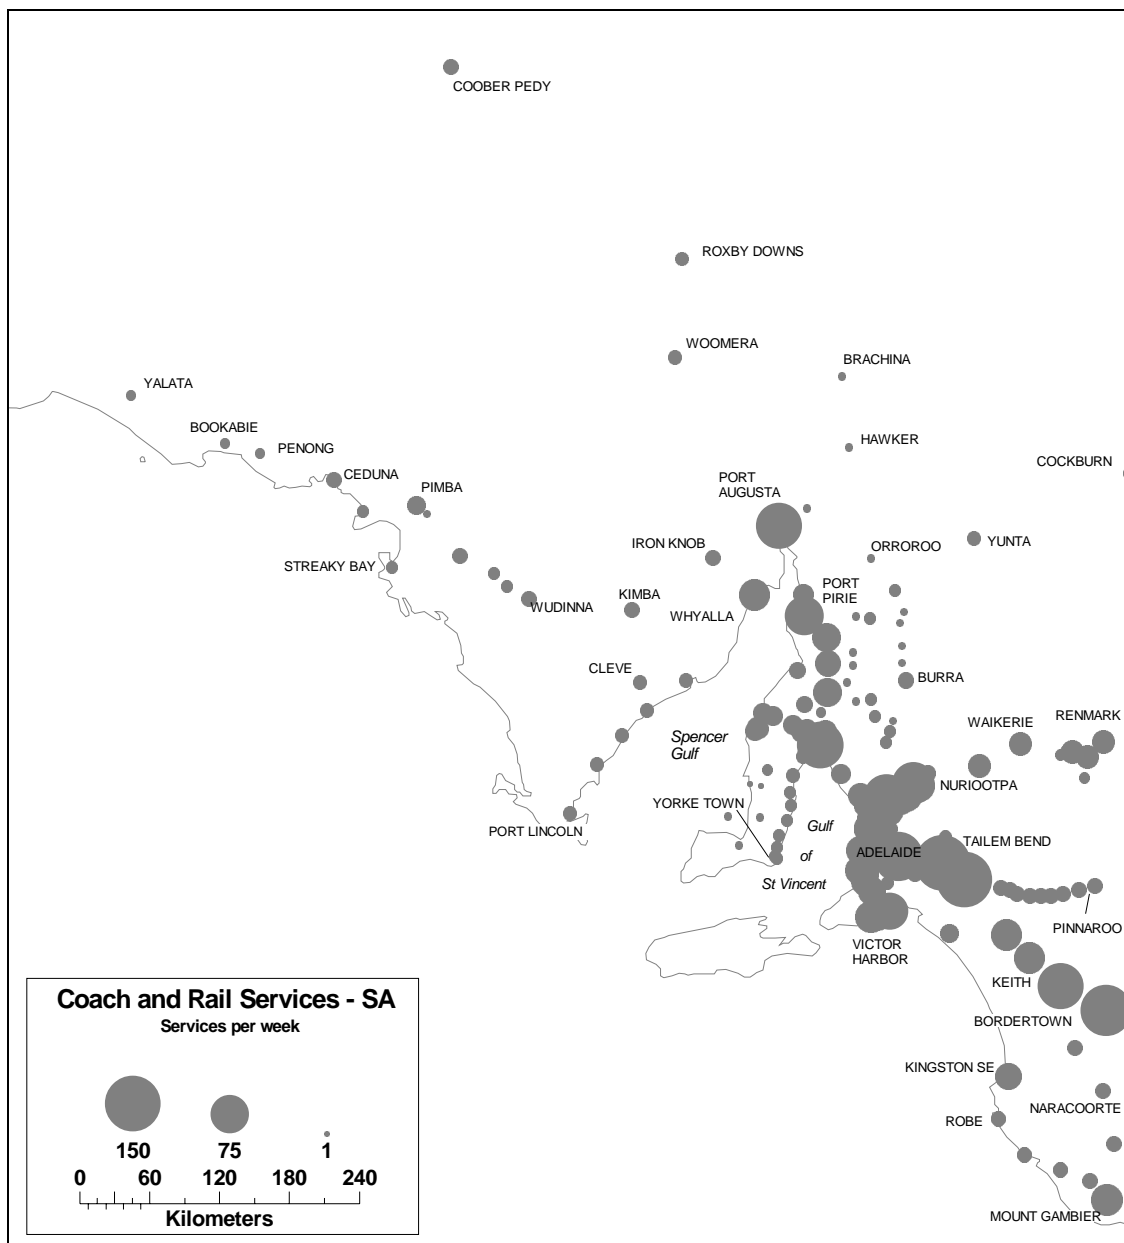 COOBER PEDY
ROXBY DOWNS
WOOMERA
BRACHINA
YALATA
BOOKABIE
PENONG
HAWKER
COCKBURN
CEDUNA
PIMBA
PORT
AUGUSTA
IRON KNOB
ORROROO
YUNTA
STREAKY BAY
PORT
PIRIE
WUDINNA
KIMBA
WHYALLA
CLEVE
BURRA
Spencer
Gulf
WAIKERIE
RENMARK
NURIOOTPA
YORKE TOWN
PORT LINCOLN
Gulf
of
St Vincent
ADELAIDE
TAILEM BEND
PINNAROO
VICTOR
HARBOR
KEITH
BORDERTOWN
KINGSTON SE
NARACOORTE
ROBE
MOUNT GAMBIER
Coach and Rail Services - SA
Services per week
150 75 1
0 60 120 180 240
Kilometers